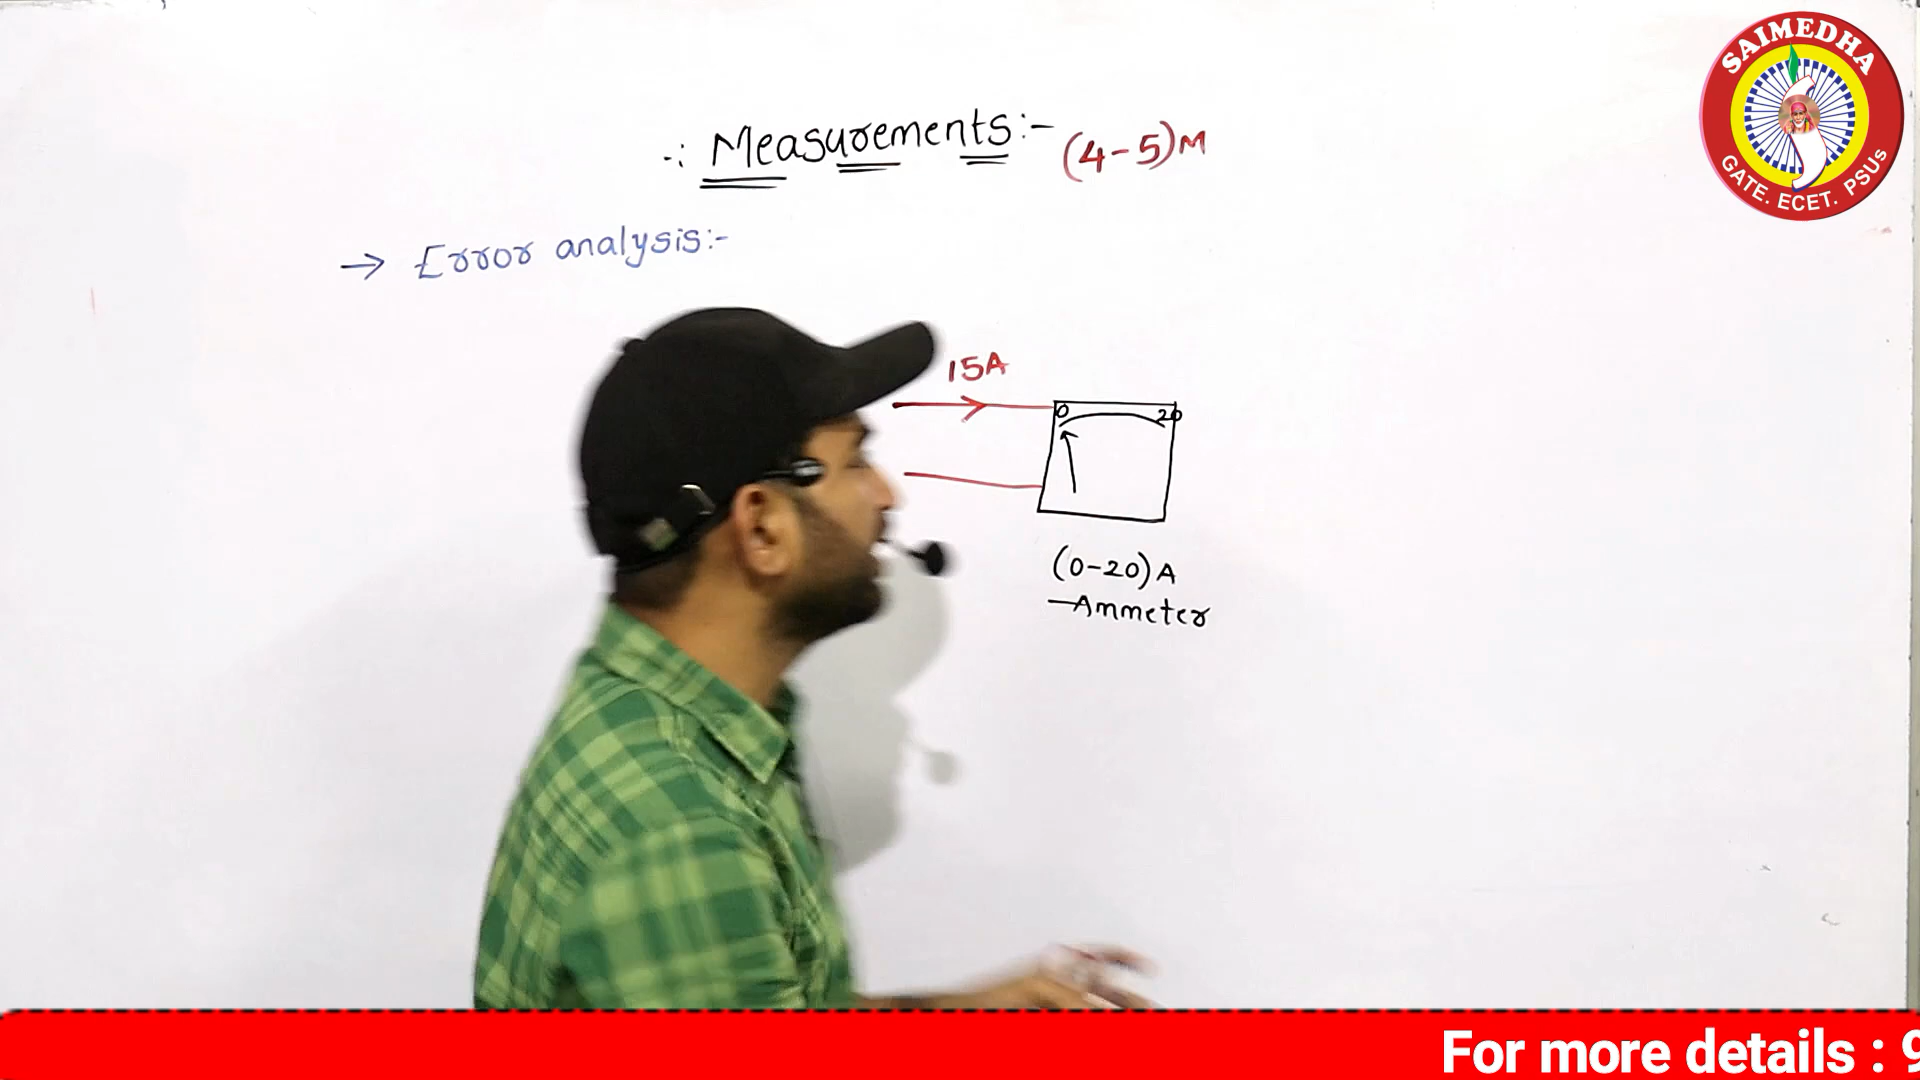 ∴ Measurements:- (4-5)M
→ Error analysis:-
15A
0 20
(0-20)A
-Ammeter
SAIMEDHA
GATE. ECET. PSUs
For more details : 9